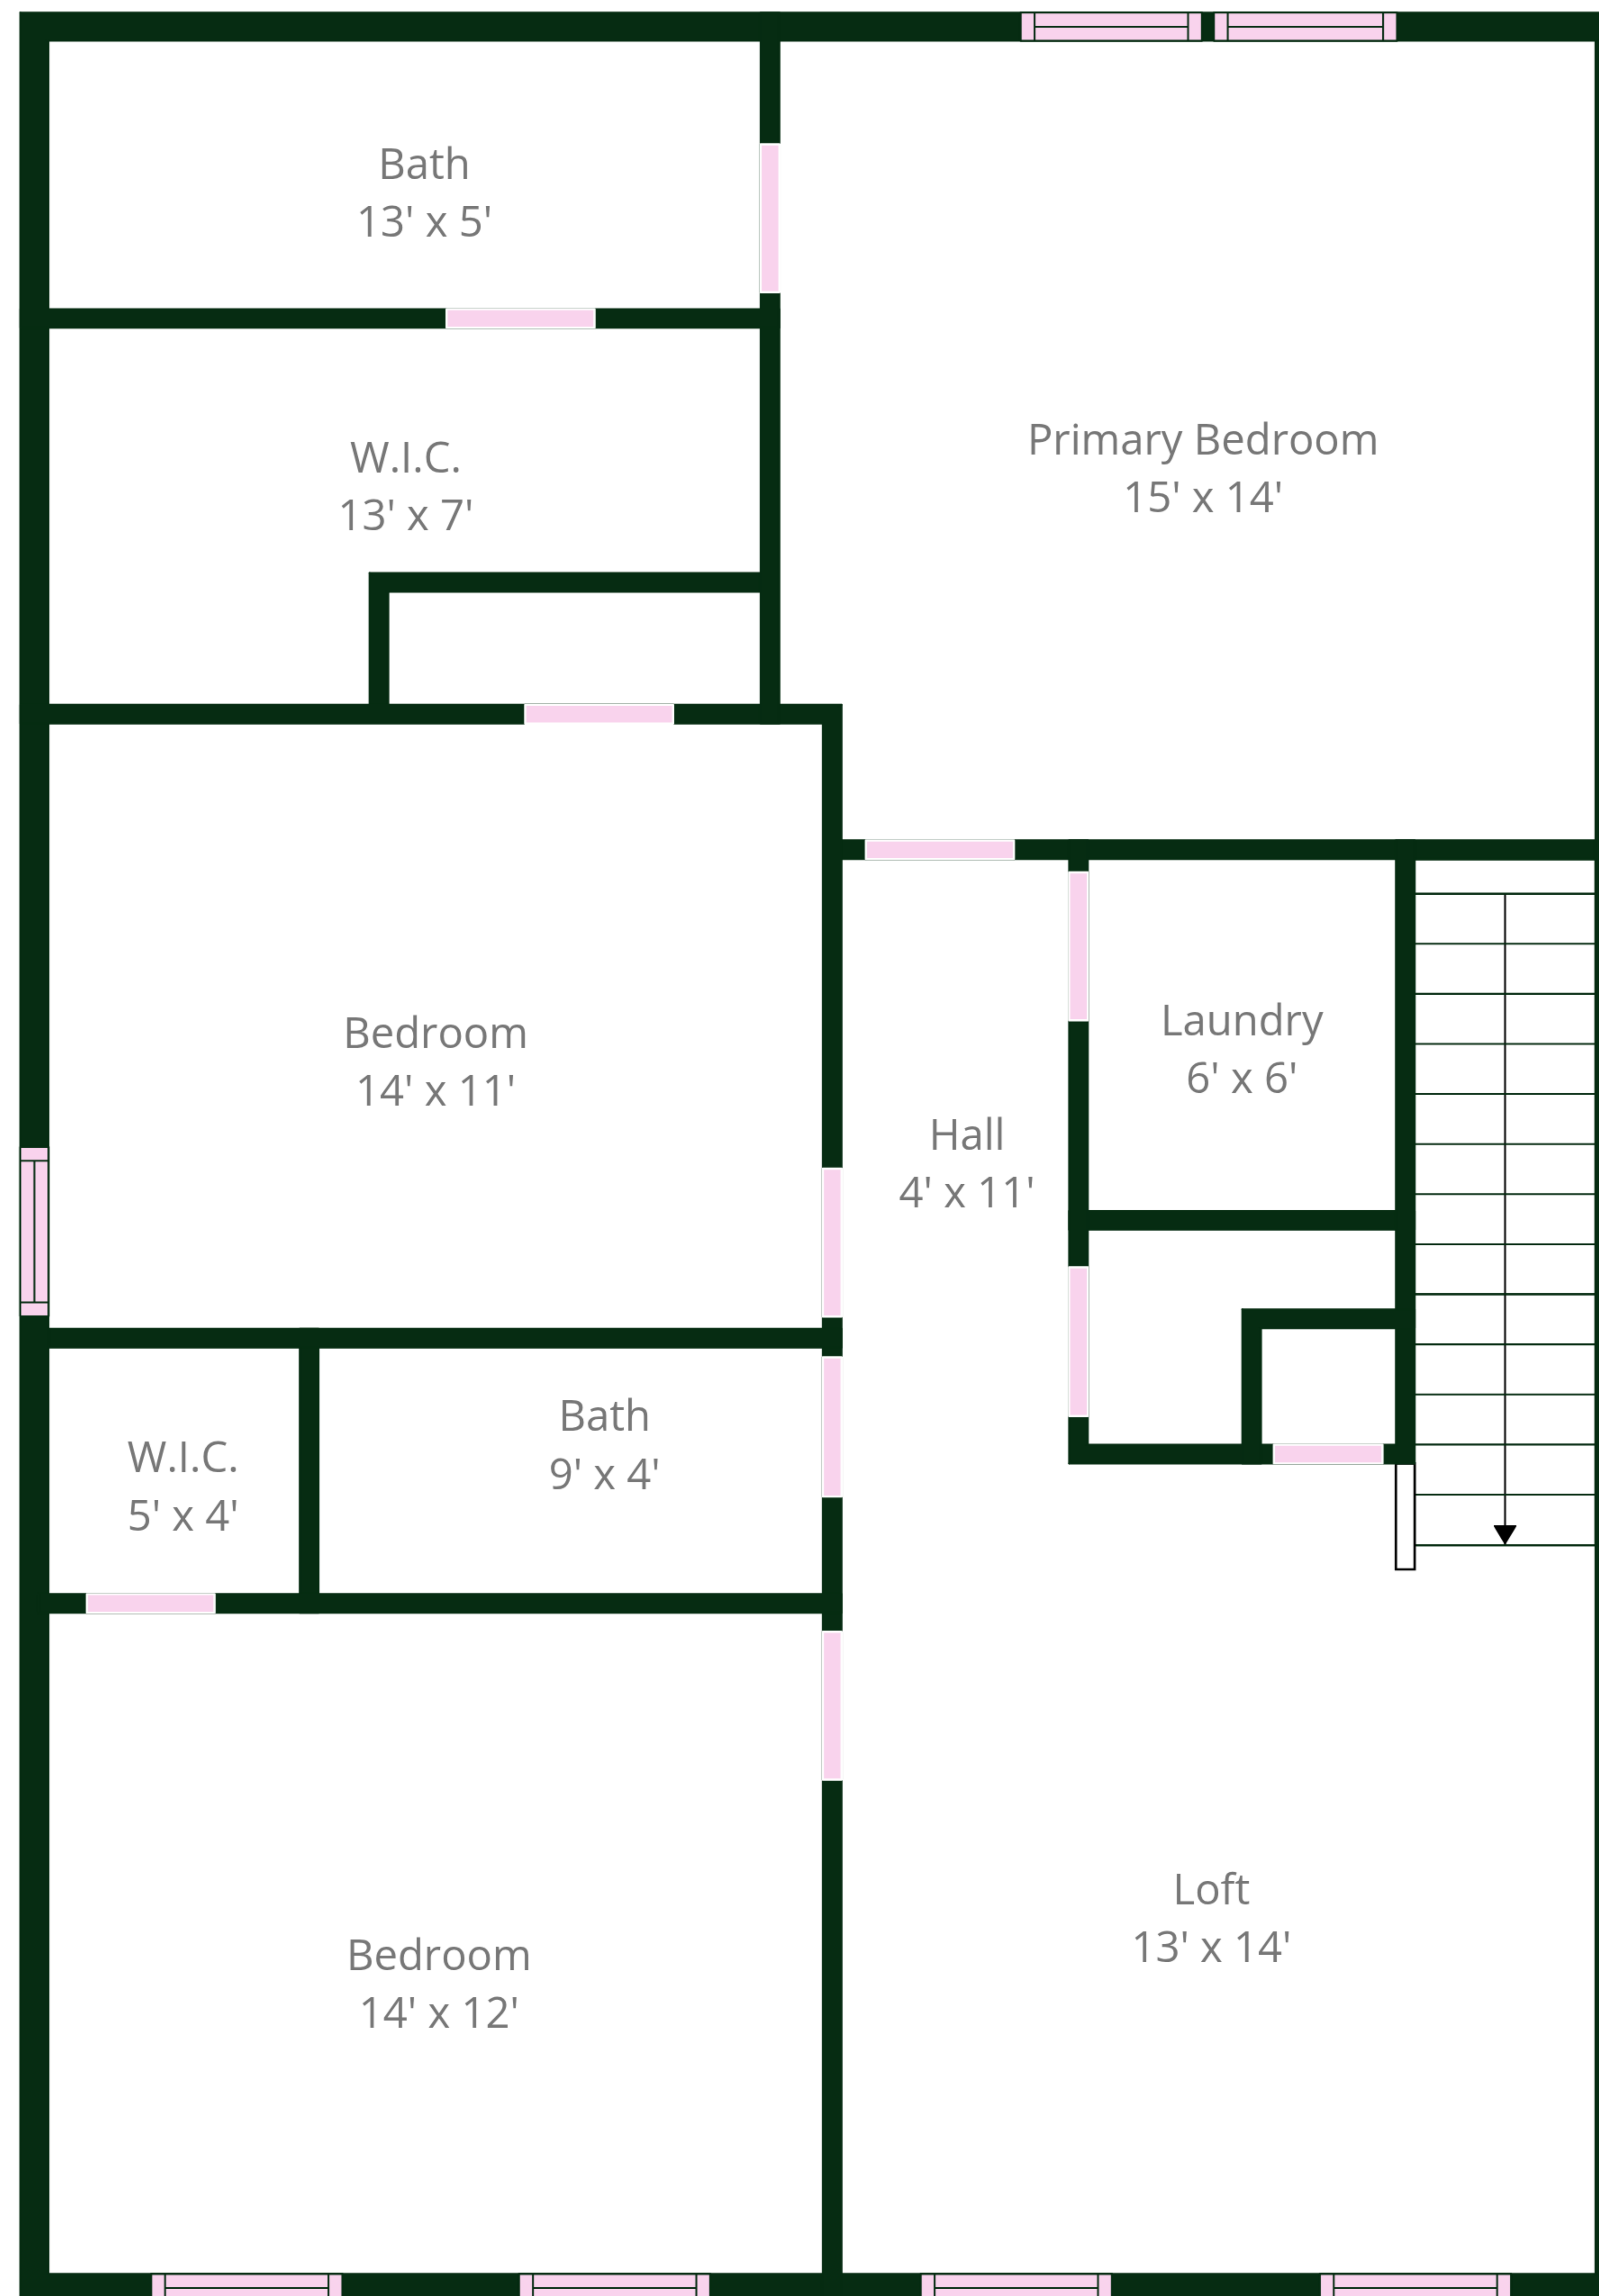 Bath
13' x 5'
W.I.C.
13' x 7'
Primary Bedroom
15' x 14'
Bedroom
14' x 11'
Laundry
6' x 6'
Hall
4' x 11'
Bath
9' x 4'
W.I.C.
5' x 4'
Loft
13' x 14'
Bedroom
14' x 12'